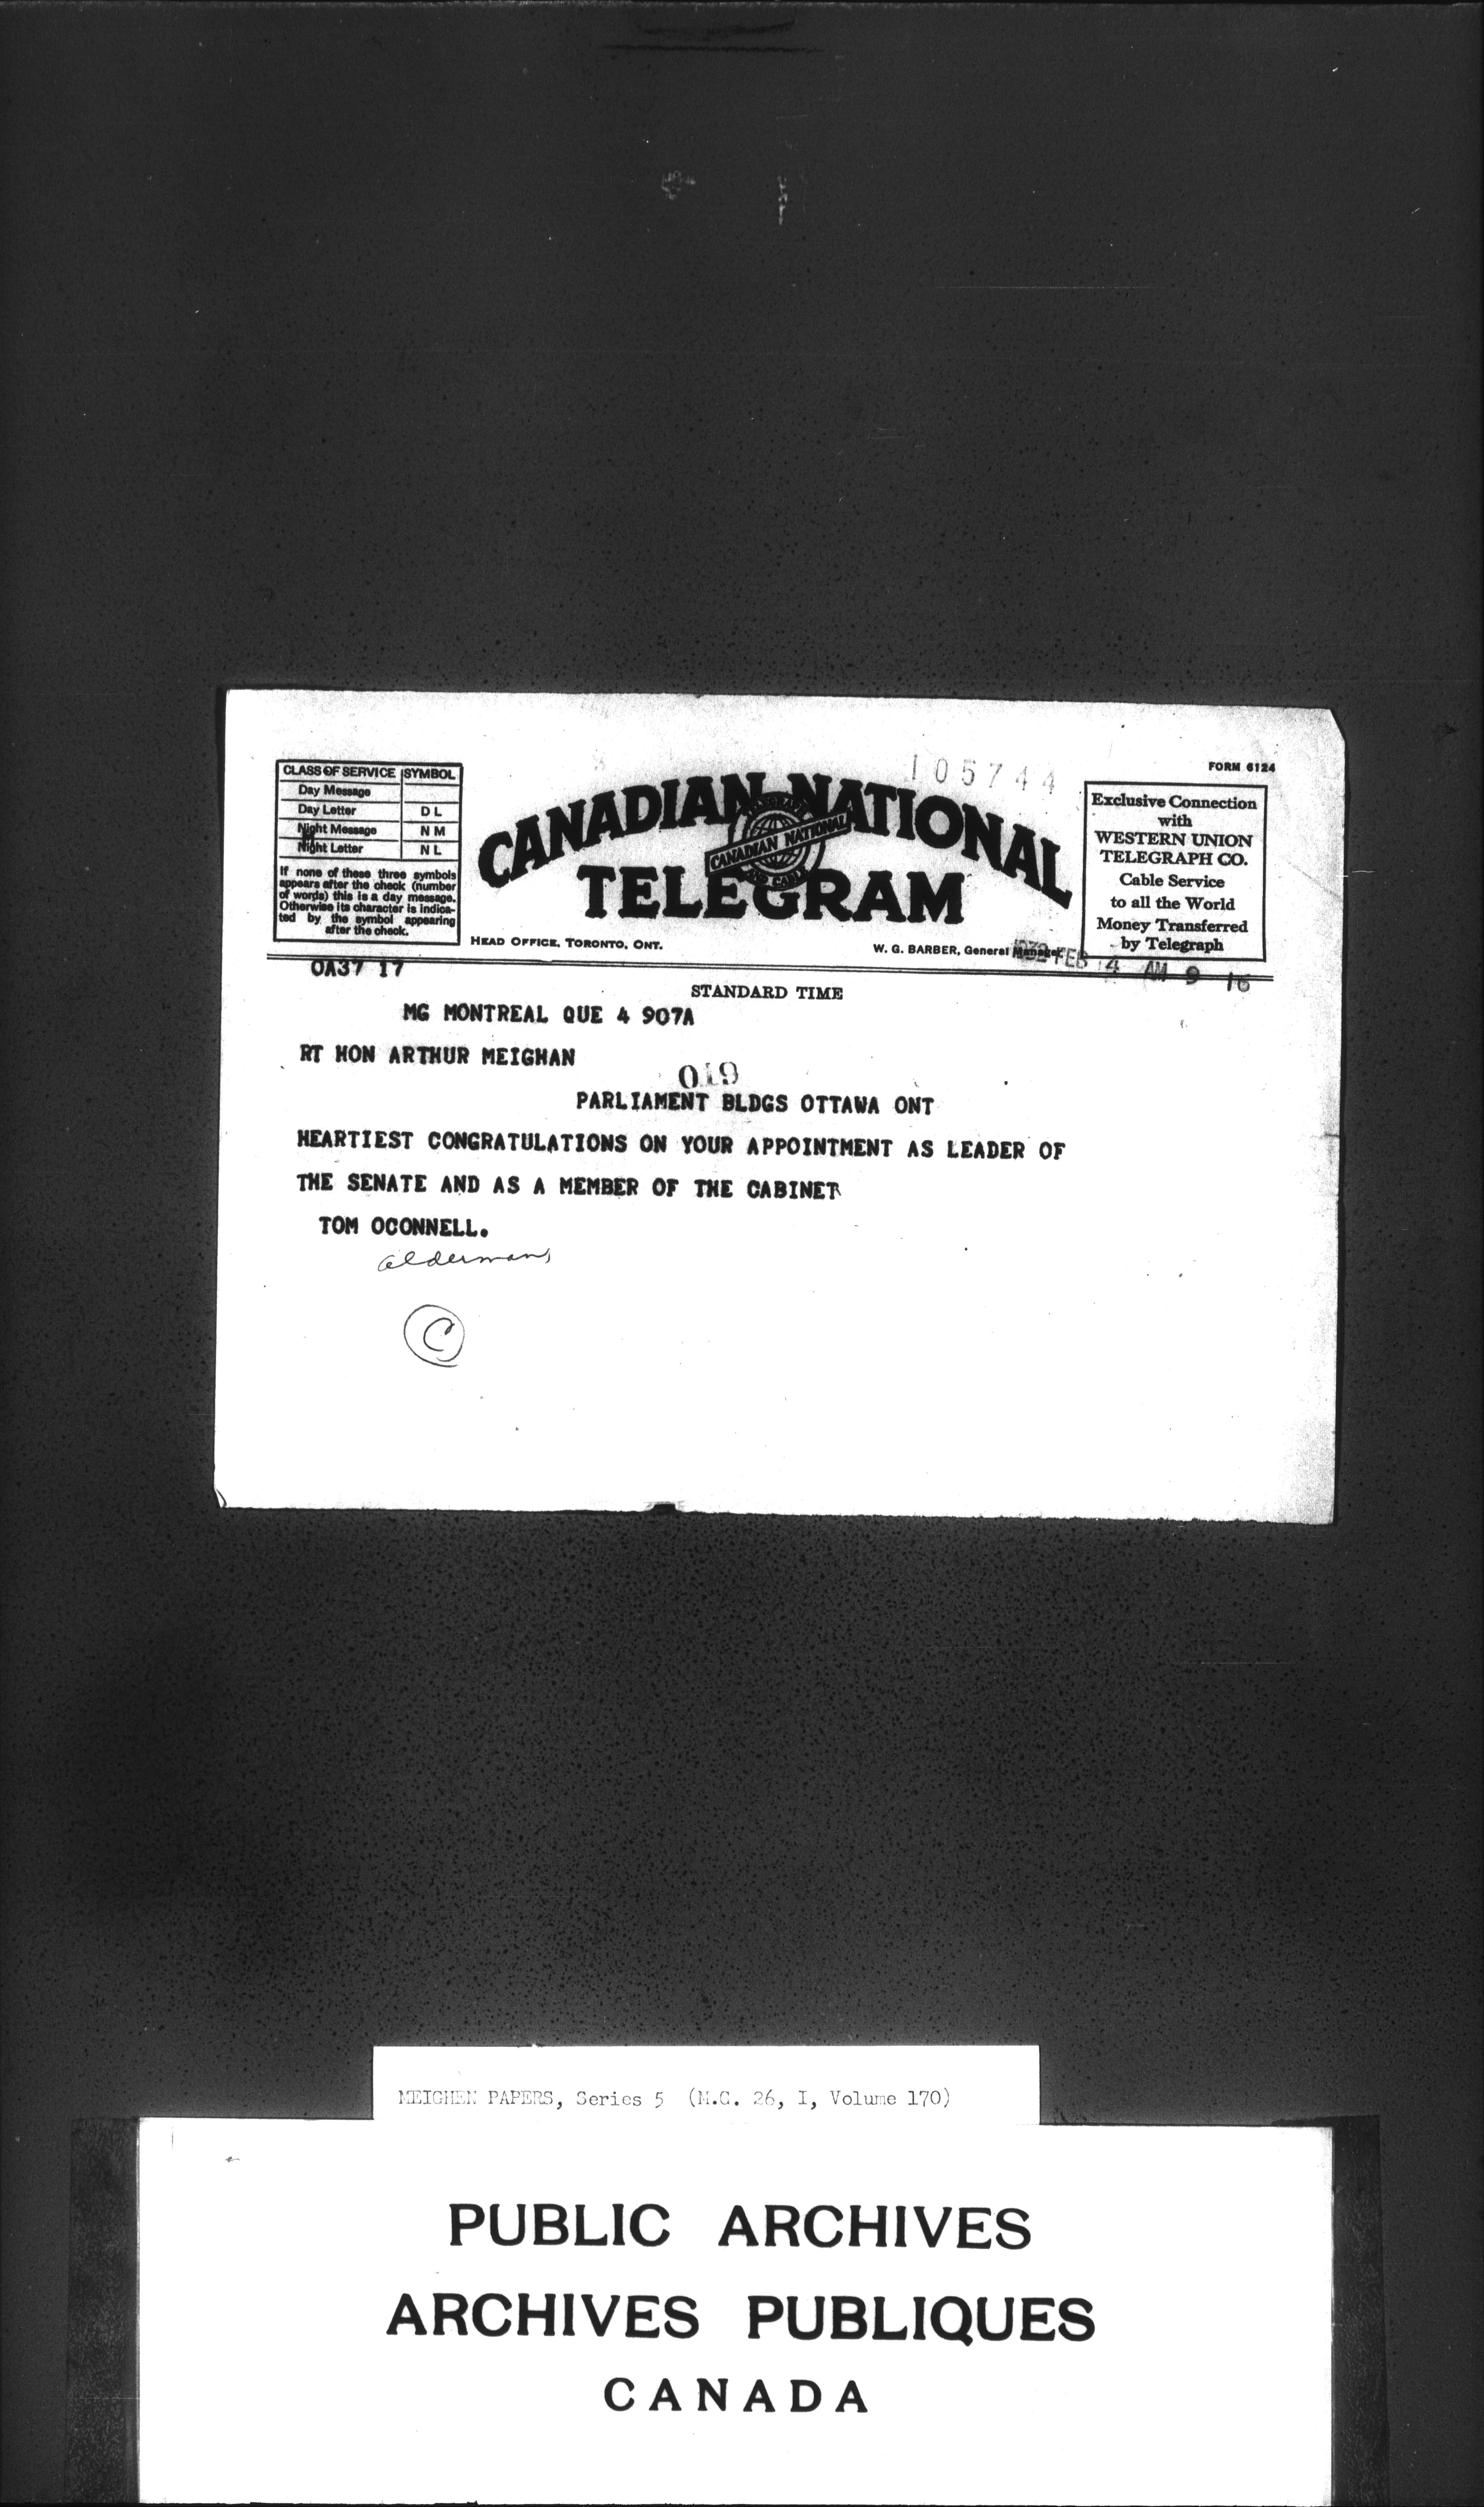 105744
FORM 6124
CLASS OF SERVICE SYMBOL
Day Message
Day Letter D L
Night Message N M
Night Letter N L
If none of these three symbols
appears after the check (number
of words) this is a day message.
Otherwise its character is indica-
ted by the symbol appearing
after the check.
CANADIAN NATIONAL
TELEGRAM
TELEGRAPH
CANADIAN NATIONAL
AND CABLE
Exclusive Connection
with
WESTERN UNION
TELEGRAPH CO.
Cable Service
to all the World
Money Transferred
by Telegraph
HEAD OFFICE, TORONTO, ONT.
W. G. BARBER, General Manager
1932 FEB 4 AM 9 16
OA37 17
STANDARD TIME
MG MONTREAL QUE 4 907A
RT HON ARTHUR MEIGHAN
019
PARLIAMENT BLDGS OTTAWA ONT
HEARTIEST CONGRATULATIONS ON YOUR APPOINTMENT AS LEADER OF
THE SENATE AND AS A MEMBER OF THE CABINET
TOM OCONNELL.
alderman
C
MEIGHEN PAPERS, Series 5 (M.G. 26, I, Volume 170)
PUBLIC ARCHIVES
ARCHIVES PUBLIQUES
CANADA